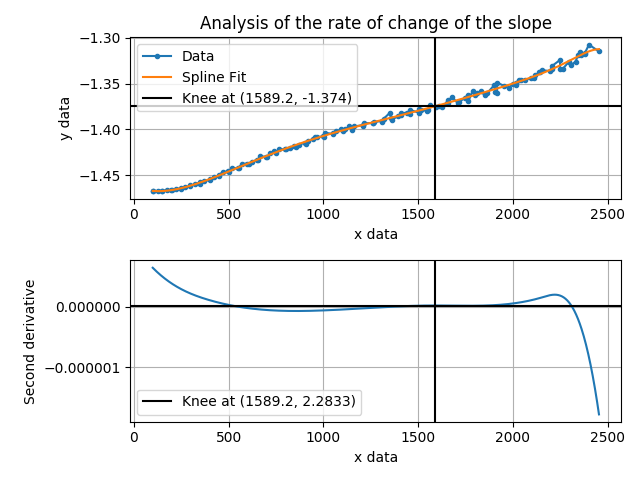 Analysis of the rate of change of the slope
−1.30
−1.35
−1.40
−1.45
y data
Data
Spline Fit
Knee at (1589.2, -1.374)
0 500 1000 1500 2000 2500
x data
0.000000
−0.000001
Second derivative
Knee at (1589.2, 2.2833)
0 500 1000 1500 2000 2500
x data